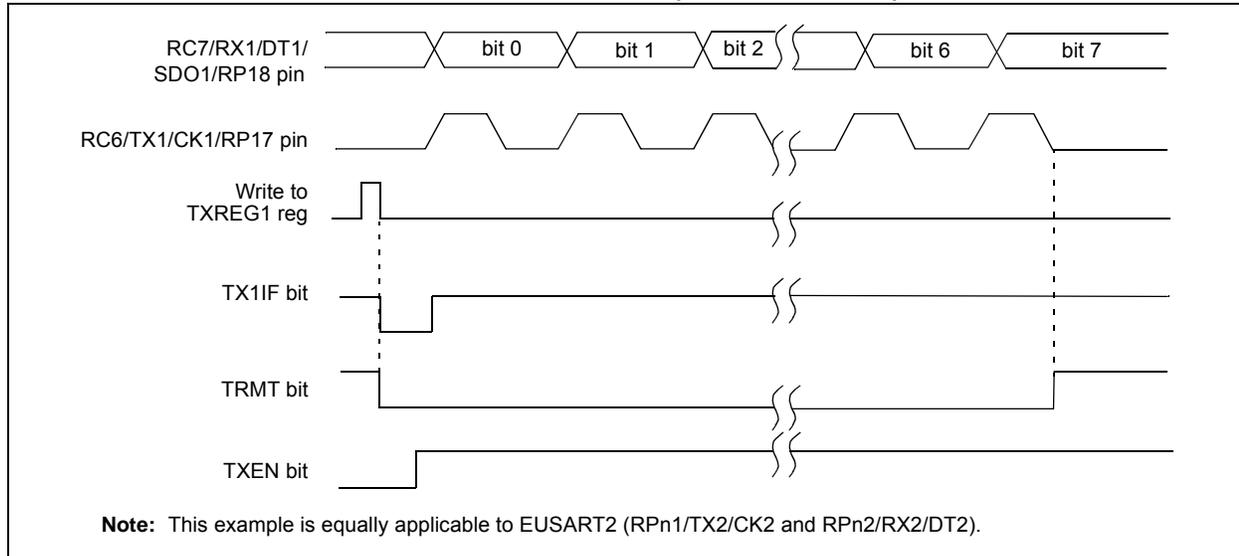 RC7/RX1/DT1/
SDO1/RP18 pin
bit 0
bit 1
bit 2
bit 6
bit 7
RC6/TX1/CK1/RP17 pin
Write to
TXREG1 reg
TX1IF bit
TRMT bit
TXEN bit
Note: This example is equally applicable to EUSART2 (RPn1/TX2/CK2 and RPn2/RX2/DT2).